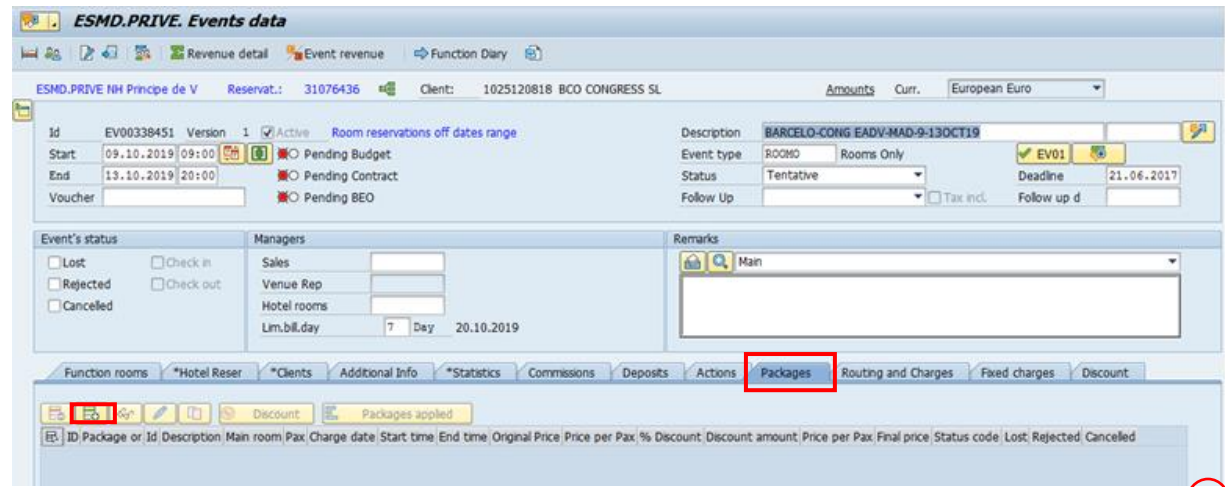 ESMD.PRIVE. Events data
Revenue detail Event revenue Function Diary
ESMD.PRIVE NH Principe de V Reservat.: 31076436 Client: 1025120818 BCO CONGRESS SL Amounts Curr. European Euro
Id EV00338451 Version 1 Active Room reservations off dates range Description BARCELO-CONG EADV-MAD-9-13OCT19
Start 09.10.2019 09:00 Pending Budget Event type ROOMO Rooms Only EV01
End 13.10.2019 20:00 Pending Contract Status Tentative Deadline 21.06.2017
Voucher Pending BEO Follow Up Tax incl. Follow up d
Event's status Managers Remarks
Lost Check in Sales Main
Rejected Check out Venue Rep
Cancelled Hotel rooms
Lim.bill.day 7 Day 20.10.2019
Function rooms *Hotel Reser *Clients Additional Info *Statistics Commissions Deposits Actions Packages Routing and Charges Fixed charges Discount
Discount Packages applied
ID Package or Id Description Main room Pax Charge date Start time End time Original Price Price per Pax % Discount Discount amount Price per Pax Final price Status code Lost Rejected Cancelled